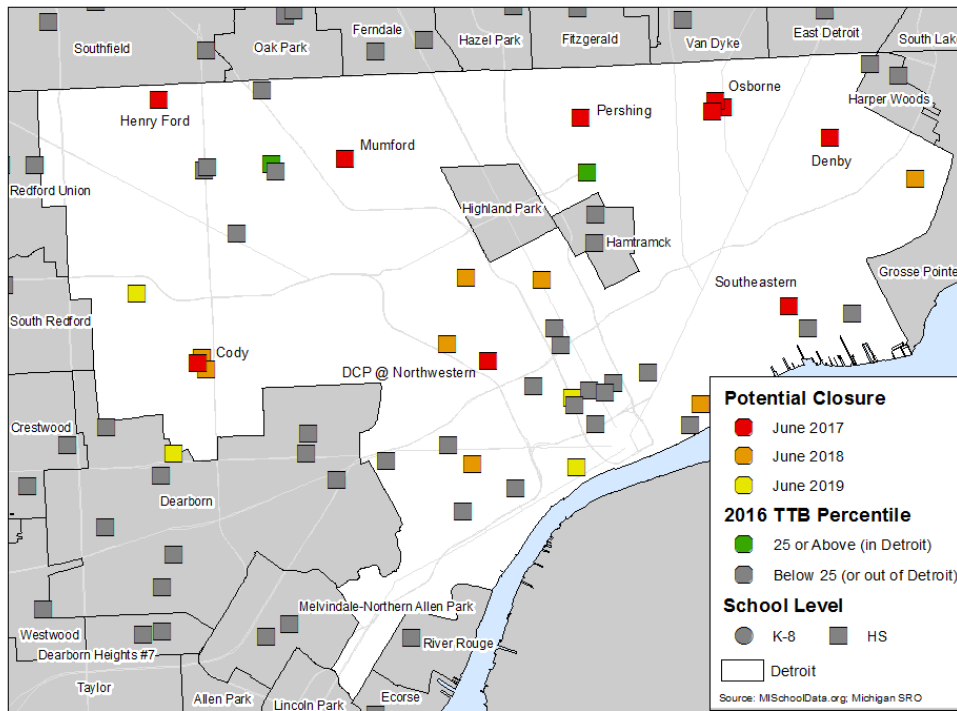 Southfield
Oak Park
Ferndale
Hazel Park
Fitzgerald
Van Dyke
East Detroit
South Lake
Harper Woods
Henry Ford
Mumford
Pershing
Osborne
Denby
Redford Union
Highland Park
Hamtramck
Grosse Pointe
Southeastern
South Redford
Cody
DCP @ Northwestern
Crestwood
Dearborn
Melvindale-Northern Allen Park
River Rouge
Westwood
Dearborn Heights #7
Taylor
Allen Park
Lincoln Park
Ecorse
Potential Closure
June 2017
June 2018
June 2019
2016 TTB Percentile
25 or Above (in Detroit)
Below 25 (or out of Detroit)
School Level
K-8
HS
Detroit
Source: MISchoolData.org; Michigan SRO